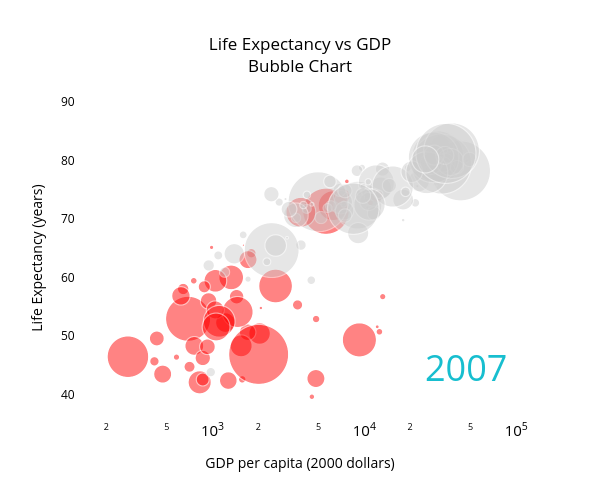 Life Expectancy vs GDP
Bubble Chart
90
80
70
60
50
40
Life Expectancy (years)
2007
2 5 10³ 2 5 10⁴ 2 5 10⁵
GDP per capita (2000 dollars)